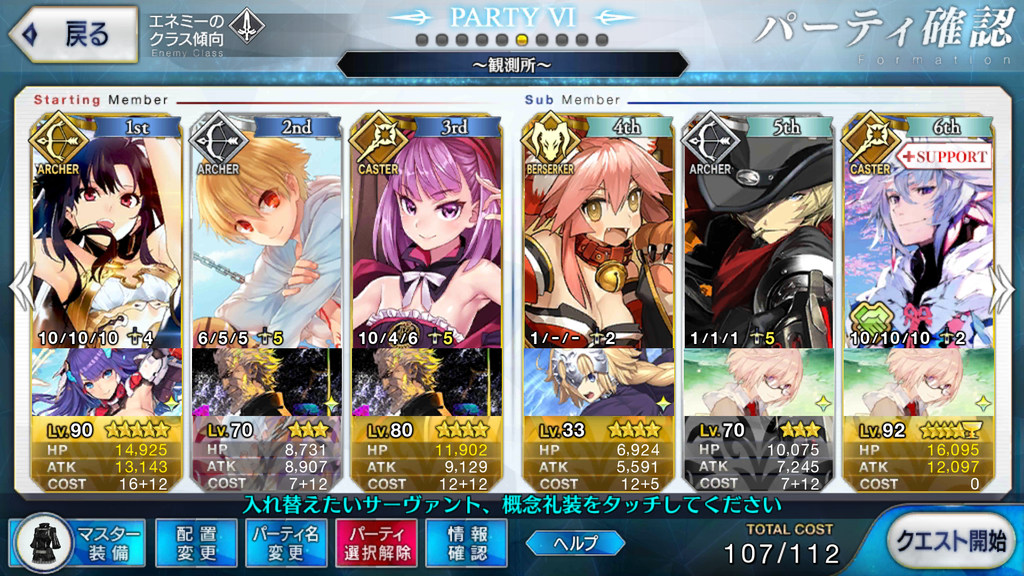 戻る
エネミーの
クラス傾向
Enemy Class
PARTY VI
～観測所～
パーティ確認
Formation
Starting Member
Sub Member
1st
ARCHER
10/10/10 4
Lv.90
HP 14,925
ATK 13,143
COST 16+12
2nd
ARCHER
6/5/5 5
Lv.70
HP 8,731
ATK 8,907
COST 7+12
3rd
CASTER
10/4/6 5
Lv.80
HP 11,902
ATK 9,129
COST 12+12
4th
BERSERKER
1/-/- 2
Lv.33
HP 6,924
ATK 5,591
COST 12+5
5th
ARCHER
1/1/1 5
Lv.70
HP 10,075
ATK 7,245
COST 7+12
6th
+SUPPORT
CASTER
10/10/10 2
Lv.92
HP 16,095
ATK 12,097
COST 0
入れ替えたいサーヴァント、概念礼装をタッチしてください
マスター
装備
配置
変更
パーティ名
変更
パーティ
選択解除
情報
確認
ヘルプ
TOTAL COST
107/112
クエスト開始